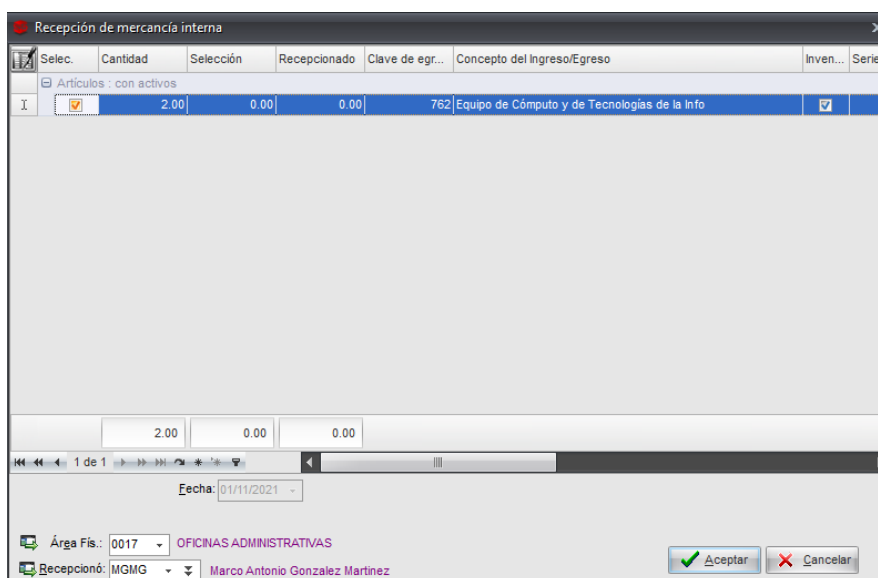 Recepción de mercancía interna
Selec. Cantidad Selección Recepcionado Clave de egr... Concepto del Ingreso/Egreso Inven... Serie
Artículos : con activos
2.00 0.00 0.00 762 Equipo de Cómputo y de Tecnologías de la Info
2.00 0.00 0.00
1 de 1
Fecha: 01/11/2021
Área Fís.: 0017 OFICINAS ADMINISTRATIVAS
Recepcionó: MGMG Marco Antonio Gonzalez Martinez
Aceptar Cancelar